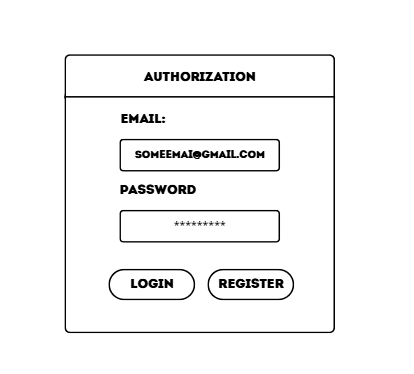 AUTHORIZATION
EMAIL:
SOMEEMAI@GMAIL.COM
PASSWORD
*********
LOGIN REGISTER